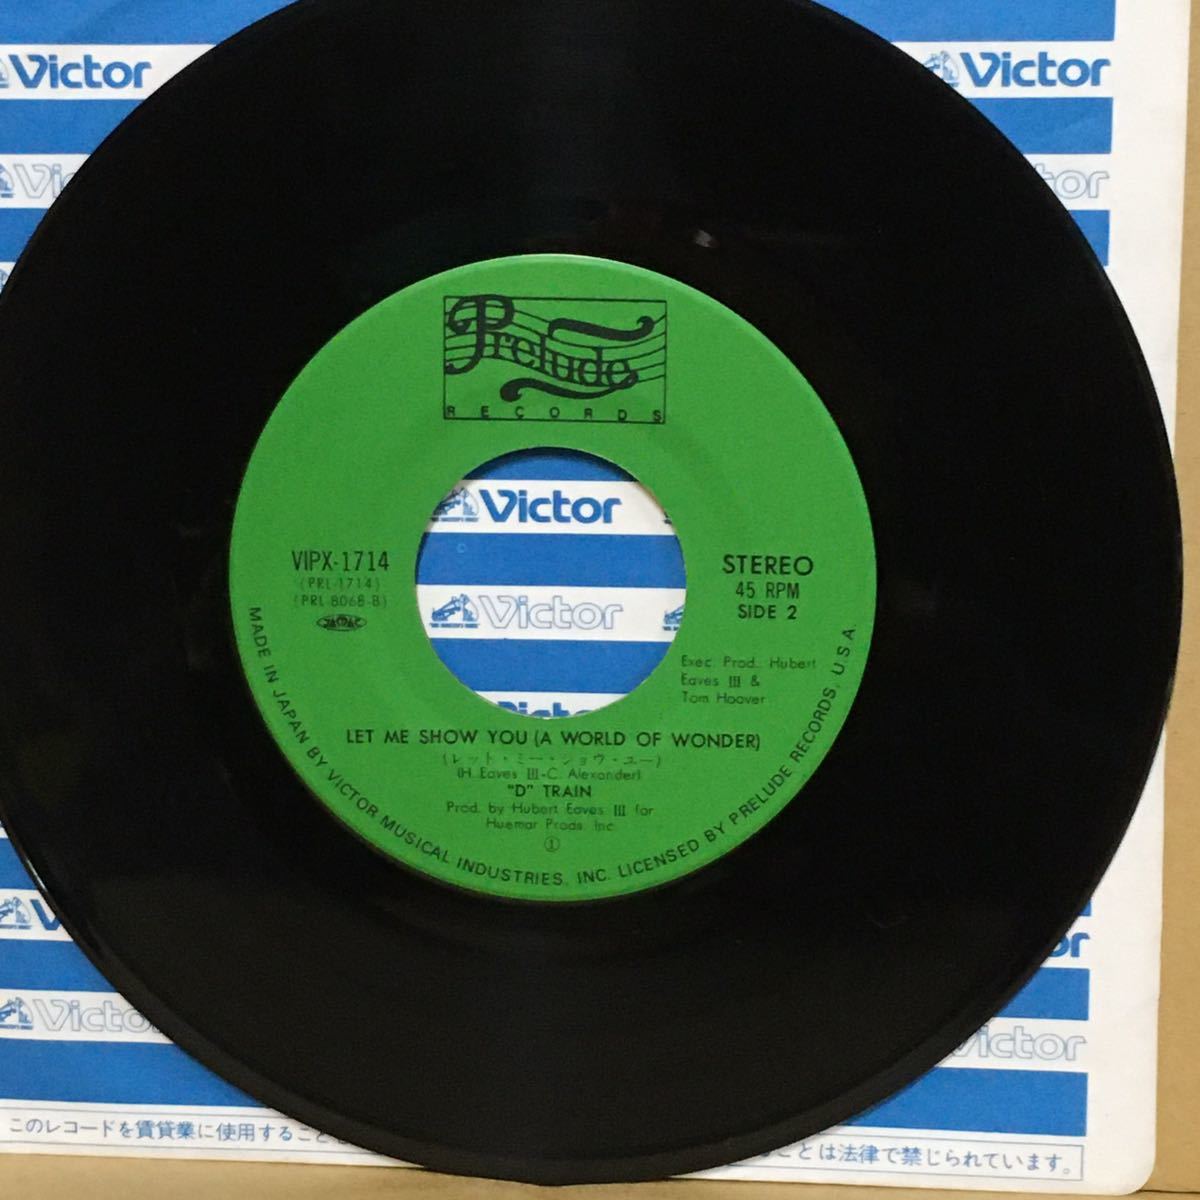 Victor
Victor
Prelude
RECORDS
Victor
VIPX-1714
(PRL-1714)
(PRL 8068-B)
JASRAC
STEREO
45 RPM
SIDE 2
Victor
Exec. Prod.: Hubert
Eaves III &
Tom Hoover
LET ME SHOW YOU (A WORLD OF WONDER)
(レット・ミー・ショウ・ユー)
(H. Eaves III-C. Alexander)
"D" TRAIN
Prod. by Hubert Eaves III for
Huemar Prods. Inc.
①
MADE IN JAPAN BY VICTOR MUSICAL INDUSTRIES, INC. LICENSED BY PRELUDE RECORDS, U.S.A.
Victor
Victor
このレコードを賃貸業に使用すること
ことは法律で禁じられています。